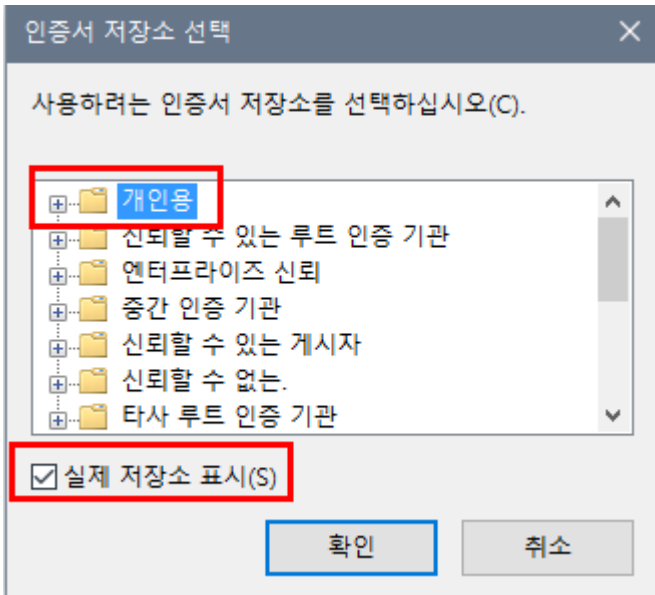 인증서 저장소 선택
사용하려는 인증서 저장소를 선택하십시오(C).
개인용
신뢰할 수 있는 루트 인증 기관
엔터프라이즈 신뢰
중간 인증 기관
신뢰할 수 있는 게시자
신뢰할 수 없는.
타사 루트 인증 기관
실제 저장소 표시(S)
확인 취소